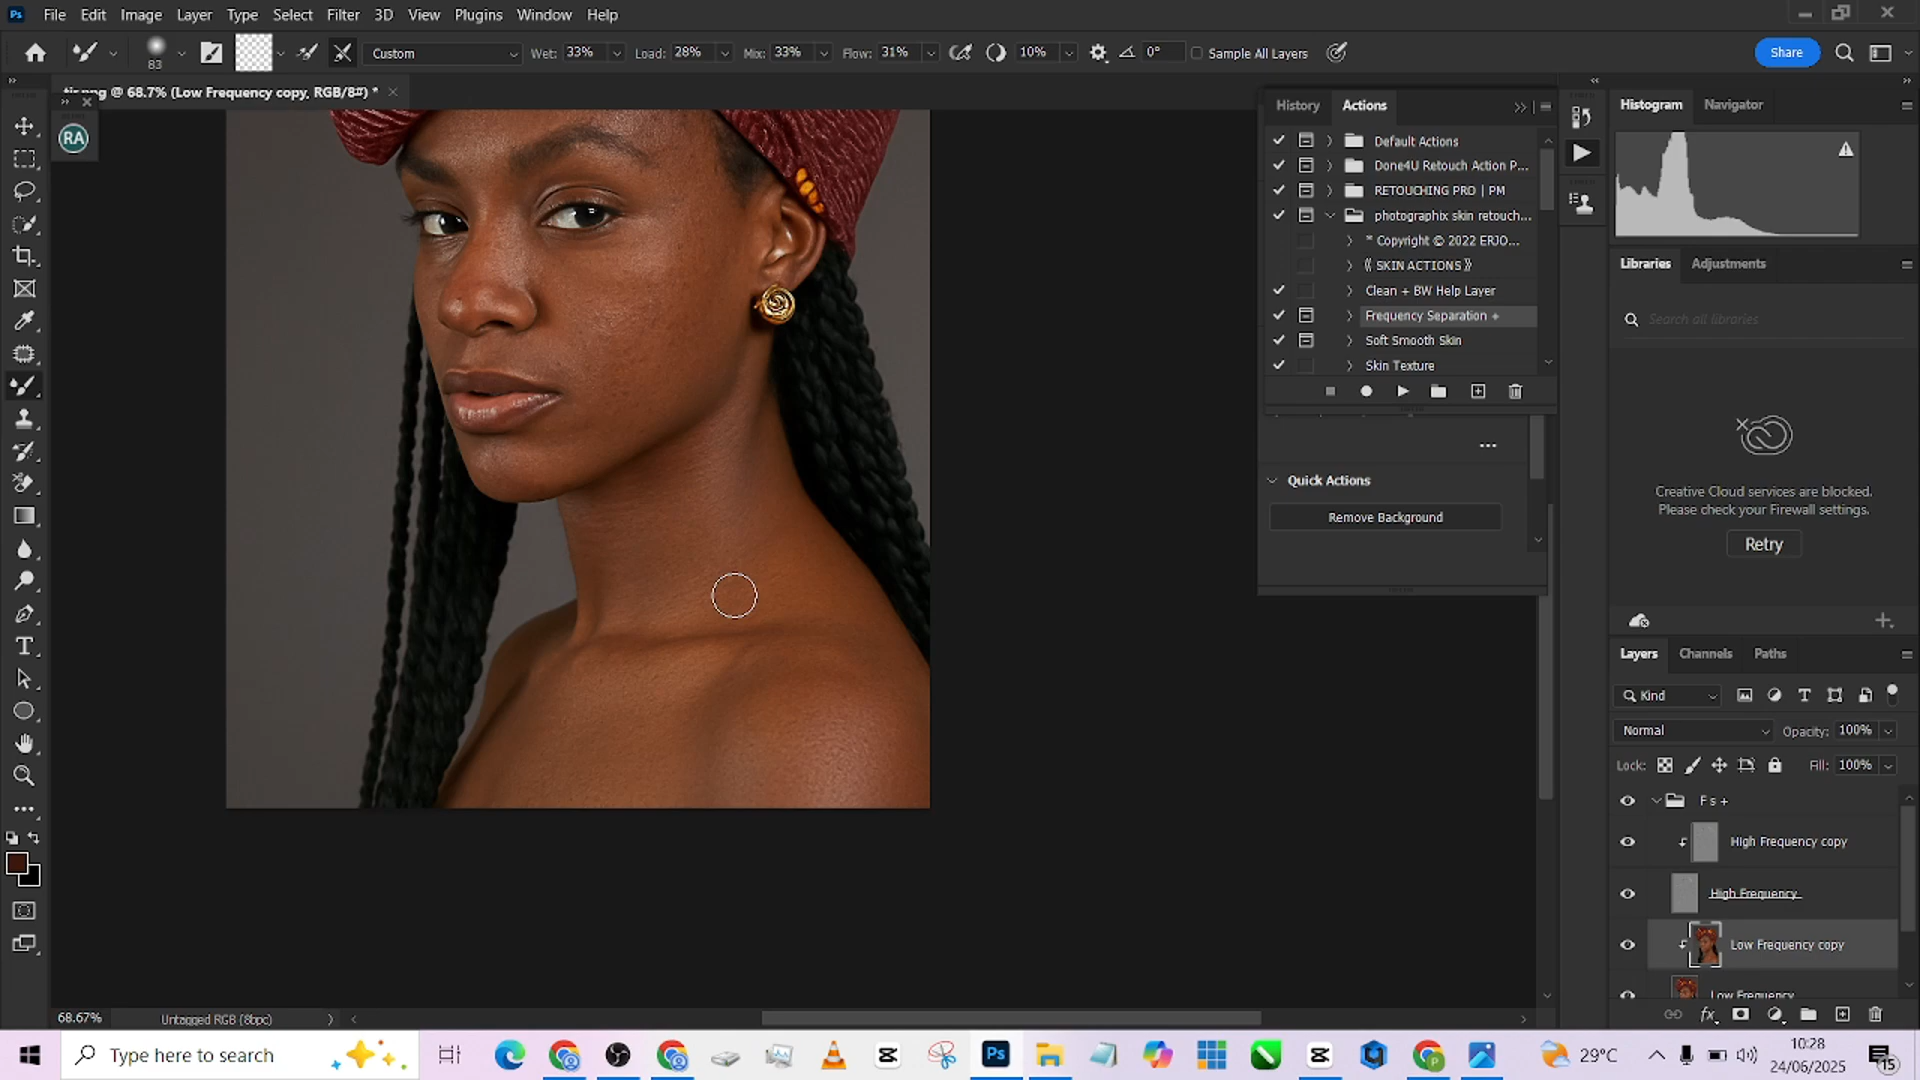 Ps File Edit Image Layer Type Select Filter 3D View Plugins Window Help
83 Custom Wet: 33% Load: 28% Mix: 33% Flow: 31% 10% 0° Sample All Layers Share
@ 68.7% (Low Frequency copy, RGB/8#) *
RA
History Actions
Default Actions
Done4U Retouch Action P...
RETOUCHING PRO | PM
photographix skin retouch...
* Copyright © 2022 ERJO...
⟪ SKIN ACTIONS ⟫
Clean + BW Help Layer
Frequency Separation +
Soft Smooth Skin
Skin Texture
Quick Actions
Remove Background
Histogram Navigator
Libraries Adjustments
Search all libraries
Creative Cloud services are blocked.
Please check your Firewall settings.
Retry
Layers Channels Paths
Kind
Normal Opacity: 100%
Lock: Fill: 100%
F s +
High Frequency copy
High Frequency
Low Frequency copy
Low Frequency
T
68.67% Untagged RGB (8bpc)
Type here to search
Ps
29°C
10:28
24/06/2025
15